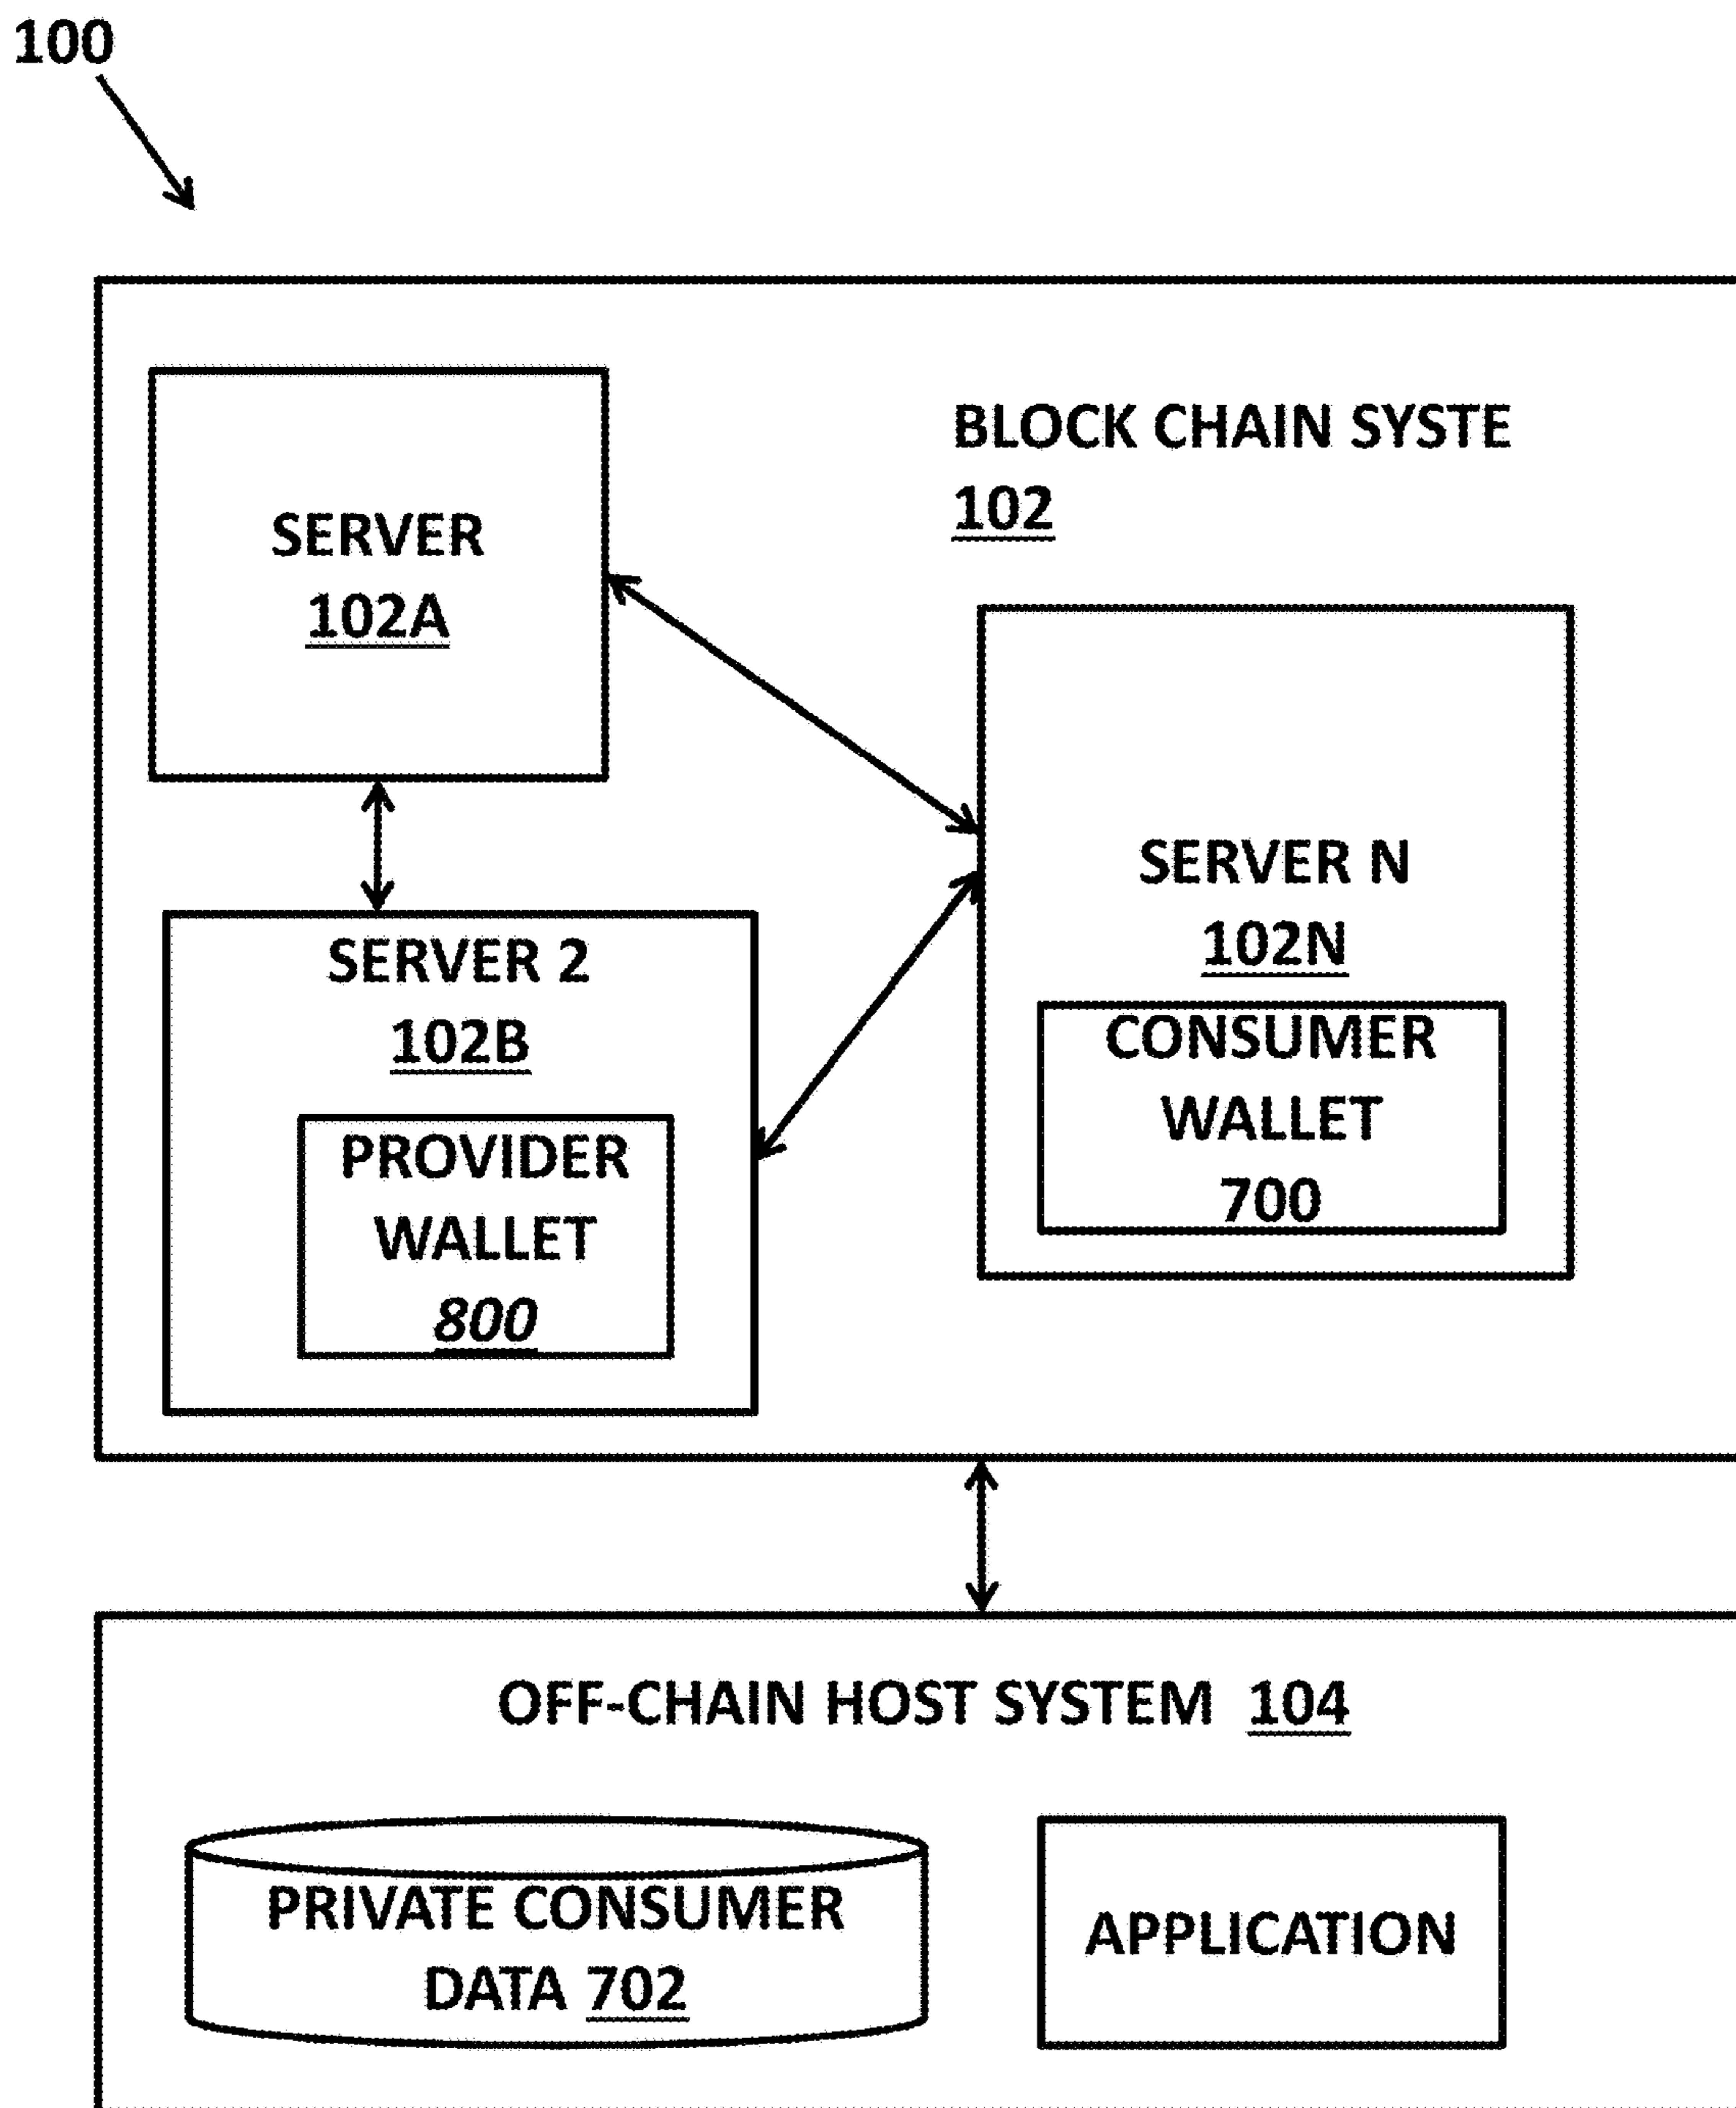 100
BLOCK CHAIN SYSTE
102
SERVER
102A
SERVER N
102N
CONSUMER
WALLET
700
SERVER 2
102B
PROVIDER
WALLET
800
OFF-CHAIN HOST SYSTEM 104
PRIVATE CONSUMER
DATA 702
APPLICATION